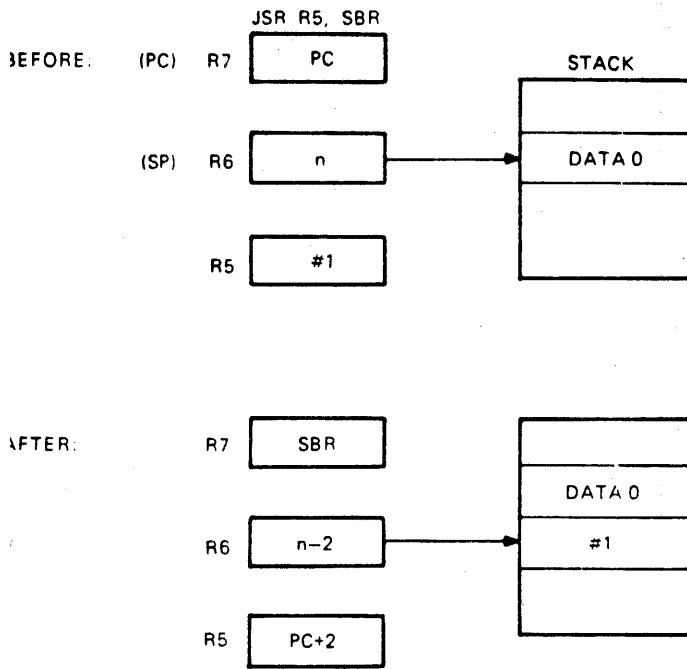 JSR R5, SBR
BEFORE: (PC) R7 PC
STACK
(SP) R6 n
DATA 0
R5 #1
AFTER: R7 SBR
DATA 0
R6 n−2
#1
R5 PC+2